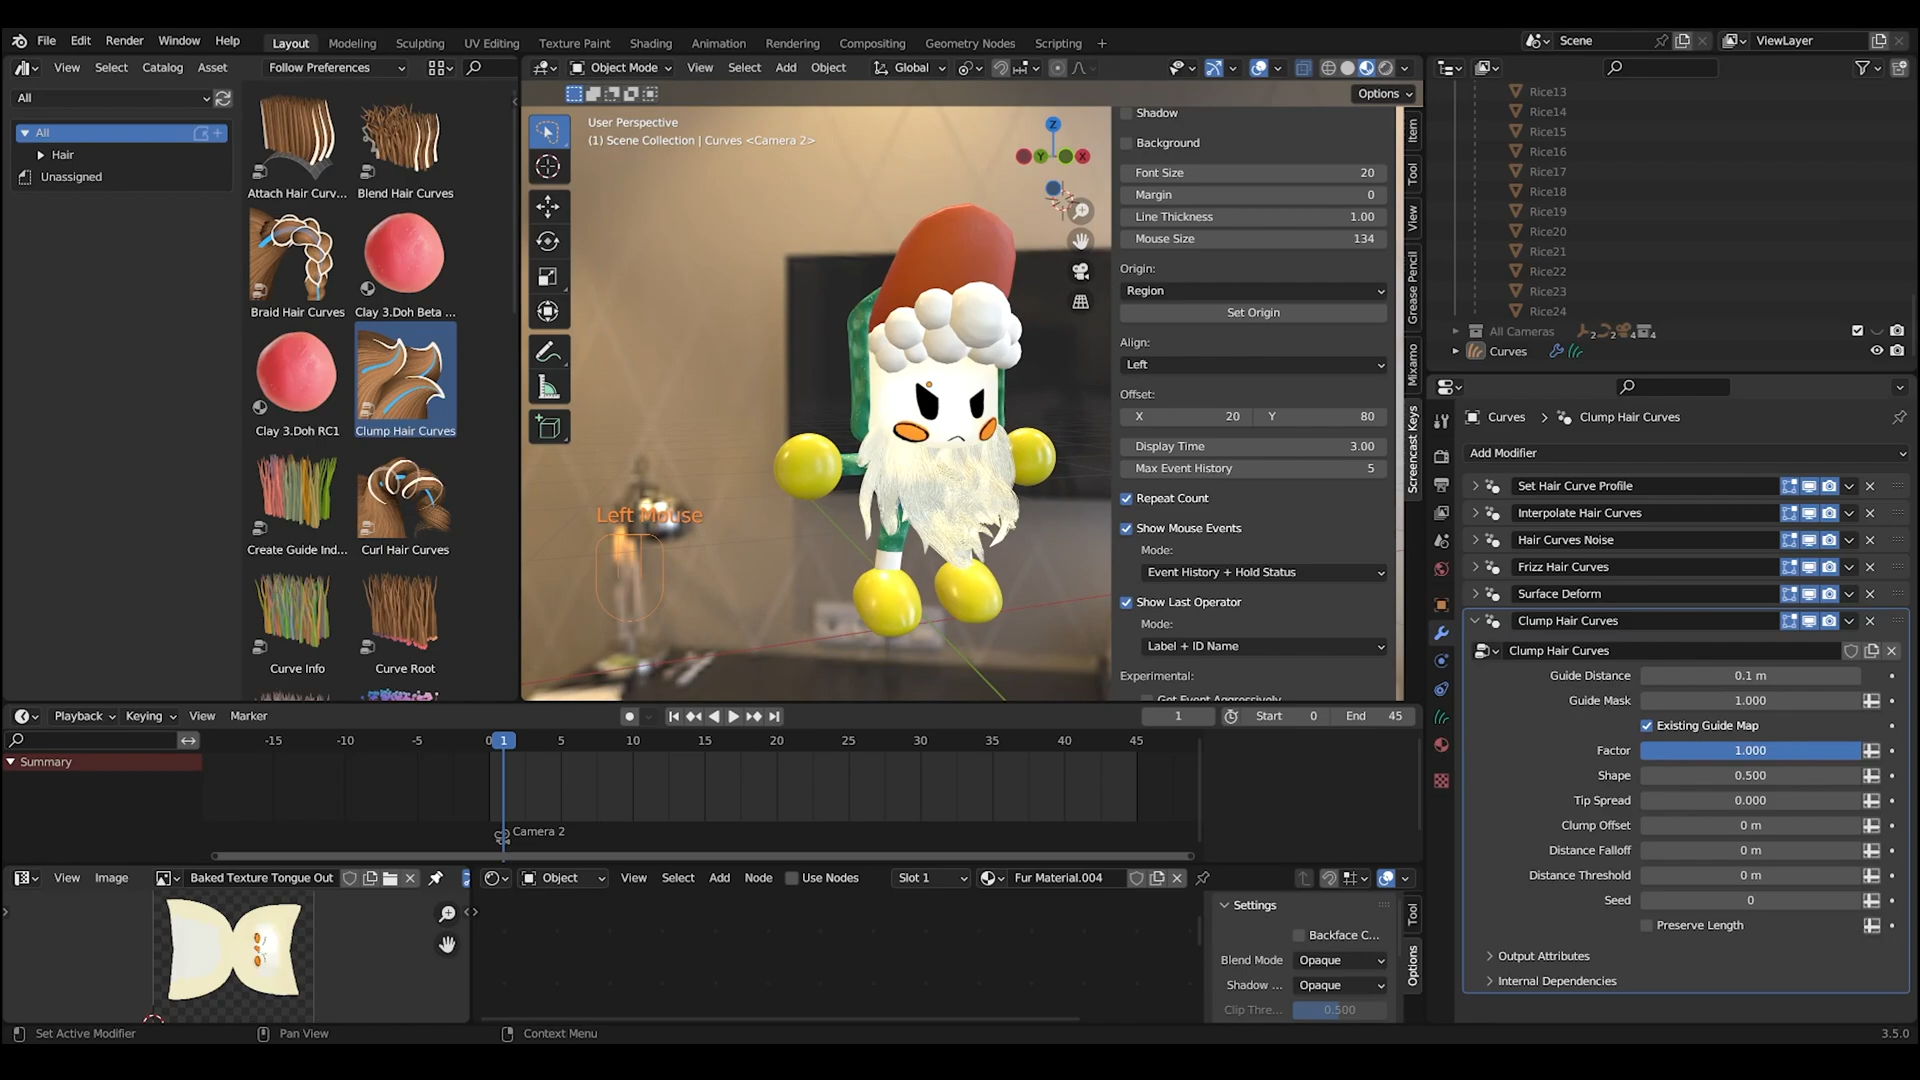 File Edit Render Window Help Layout Modeling Sculpting UV Editing Texture Paint Shading Animation Rendering Compositing Geometry Nodes Scripting + Scene ViewLayer
View Select Catalog Asset Follow Preferences Object Mode View Select Add Object Global
All
Options
All
Hair
Unassigned
Attach Hair Curv... Blend Hair Curves
Braid Hair Curves Clay 3.Doh Beta ...
Clay 3.Doh RC1 Clump Hair Curves
Create Guide Ind... Curl Hair Curves
Curve Info Curve Root
User Perspective
(1) Scene Collection | Curves <Camera 2>
Z
Y X
Left Mouse
Shadow
Background
Font Size 20
Margin 0
Line Thickness 1.00
Mouse Size 134
Origin:
Region
Set Origin
Align:
Left
Offset:
X 20 Y 80
Display Time 3.00
Max Event History 5
Repeat Count
Show Mouse Events
Mode:
Event History + Hold Status
Show Last Operator
Mode:
Label + ID Name
Experimental:
Get Event Aggressively
Item
Tool
View
Grease Pencil
Mixamo
Screencast Keys
Rice13
Rice14
Rice15
Rice16
Rice17
Rice18
Rice19
Rice20
Rice21
Rice22
Rice23
Rice24
All Cameras 2 2 4 4
Curves
Curves > Clump Hair Curves
Add Modifier
Set Hair Curve Profile
Interpolate Hair Curves
Hair Curves Noise
Frizz Hair Curves
Surface Deform
Clump Hair Curves
Clump Hair Curves
Guide Distance 0.1 m
Guide Mask 1.000
Existing Guide Map
Factor 1.000
Shape 0.500
Tip Spread 0.000
Clump Offset 0 m
Distance Falloff 0 m
Distance Threshold 0 m
Seed 0
Preserve Length
Output Attributes
Internal Dependencies
Playback Keying View Marker 1 Start 0 End 45
-15 -10 -5 0 1 5 10 15 20 25 30 35 40 45
Summary
Camera 2
View Image Baked Texture Tongue Out Object View Select Add Node Use Nodes Slot 1 Fur Material.004
Settings
Backface C...
Blend Mode Opaque
Shadow ... Opaque
Clip Thre... 0.500
Tool
Options
Set Active Modifier Pan View Context Menu 3.5.0